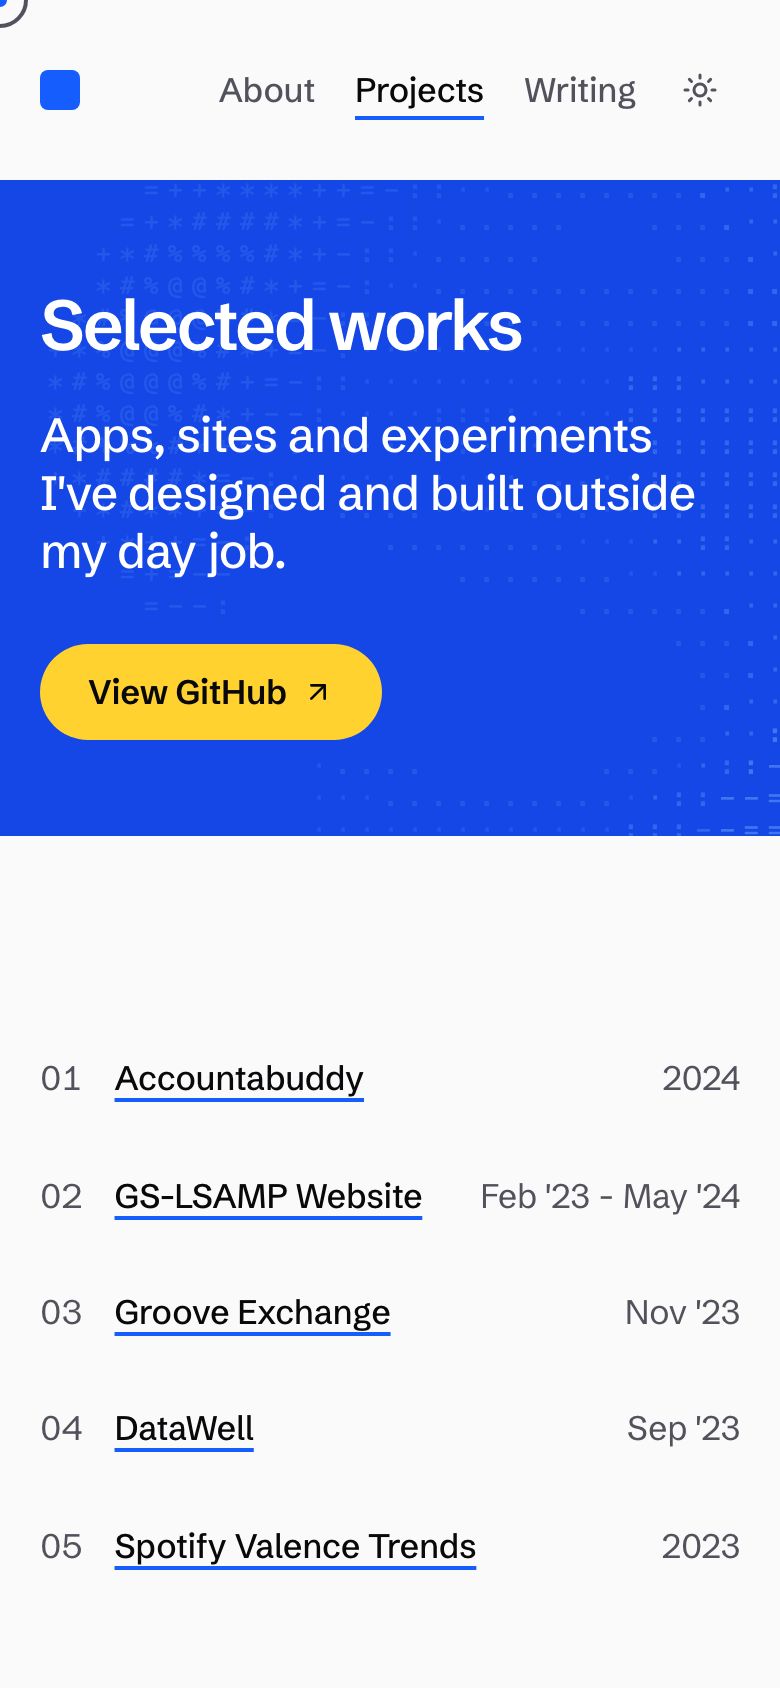 About Projects Writing
Selected works
Apps, sites and experiments
I've designed and built outside
my day job.
View GitHub
01 Accountabuddy 2024
02 GS-LSAMP Website Feb '23 - May '24
03 Groove Exchange Nov '23
04 DataWell Sep '23
05 Spotify Valence Trends 2023